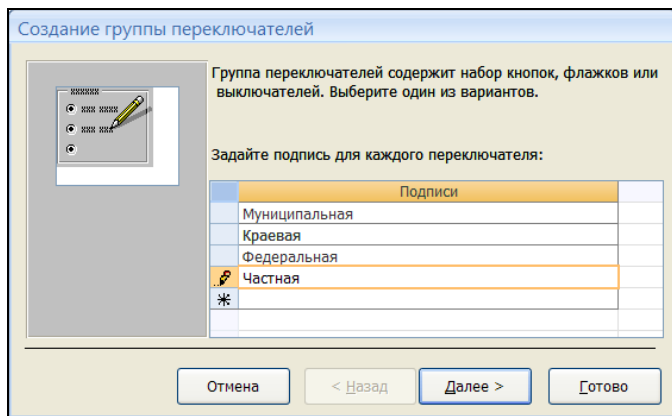 Создание группы переключателей
Группа переключателей содержит набор кнопок, флажков или
выключателей. Выберите один из вариантов.
Задайте подпись для каждого переключателя:
Подписи
Муниципальная
Краевая
Федеральная
Частная
Отмена
< Назад
Далее >
Готово